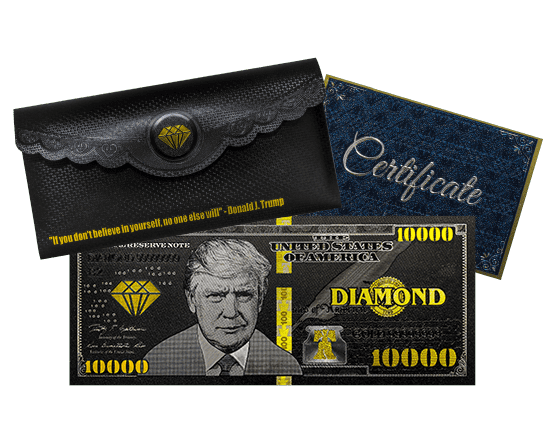 "If you don't believe in yourself, no one else will" - Donald J. Trump
Certificate
RESERVE NOTE
THE
UNITED STATES
OF AMERICA
10000
DIAMOND
10000
10000